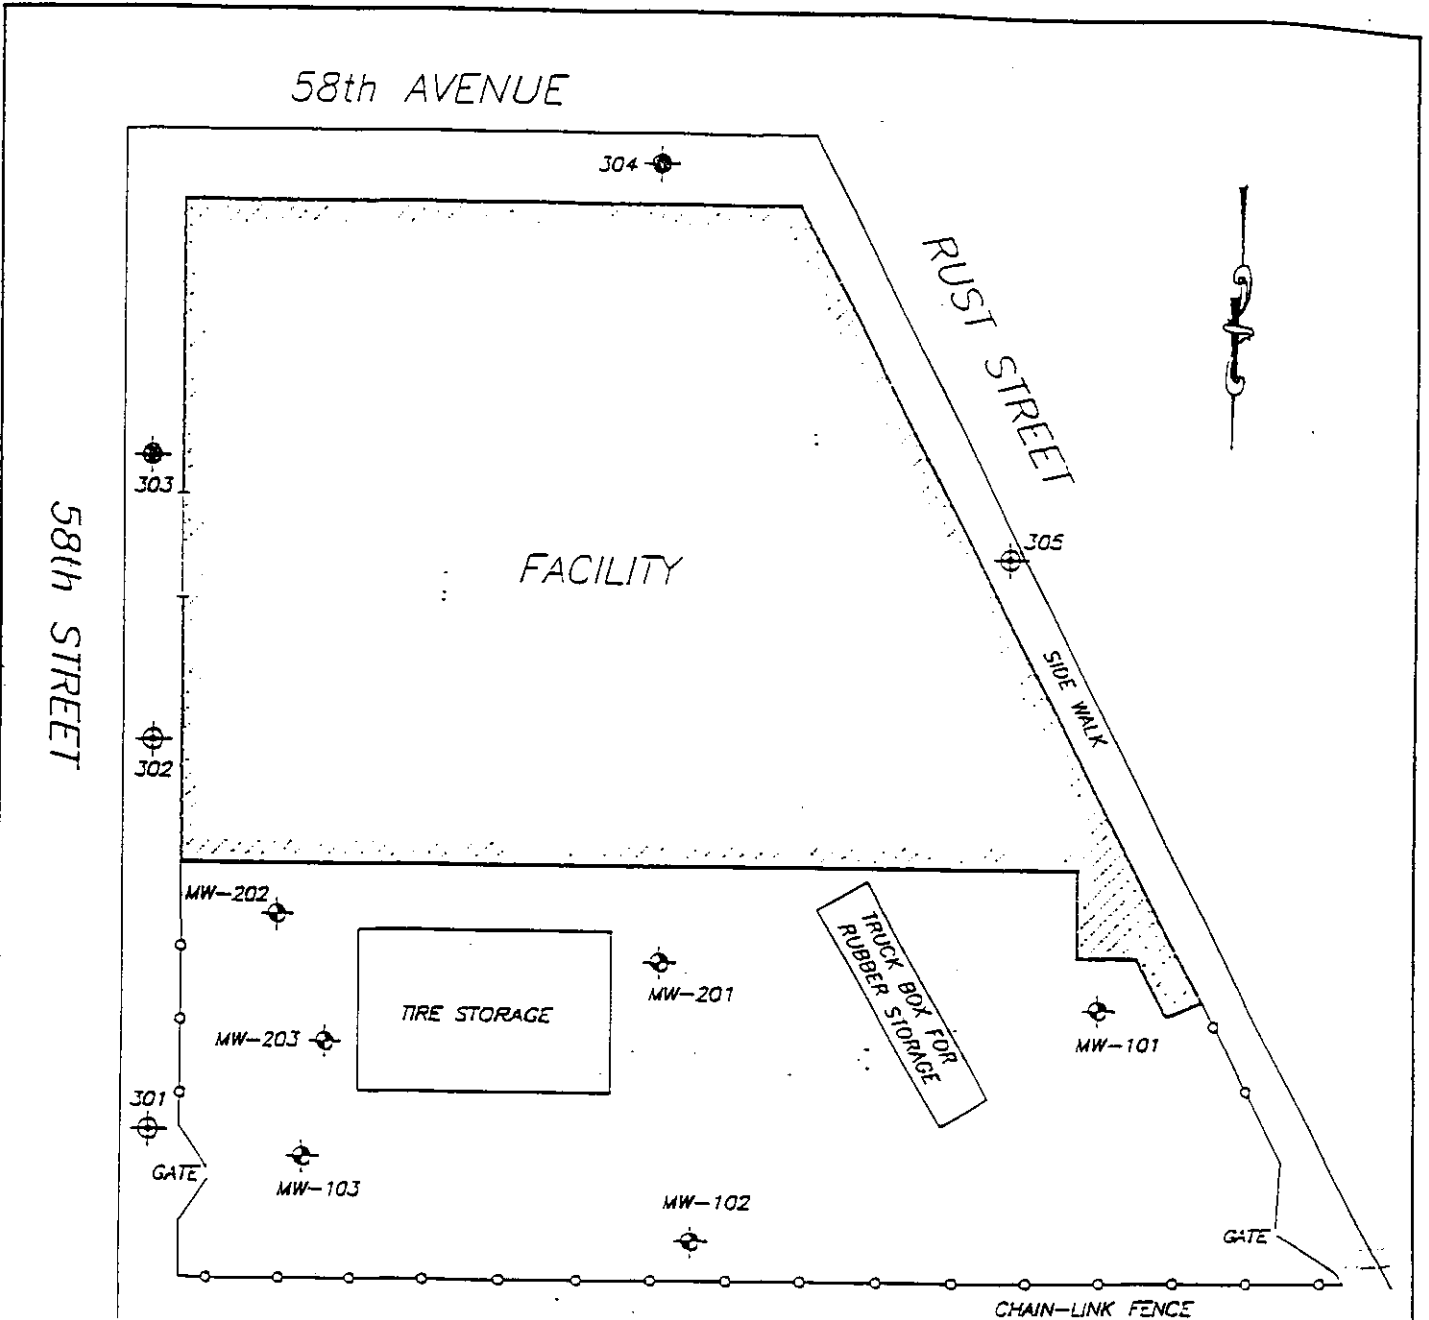 58th AVENUE
304
RUST STREET
303
58th STREET
FACILITY
305
SIDE WALK
302
MW-202
TRUCK BOX FOR
RUBBER STORAGE
MW-201
TIRE STORAGE
MW-203
MW-101
301
GATE
MW-103
MW-102
GATE
CHAIN-LINK FENCE